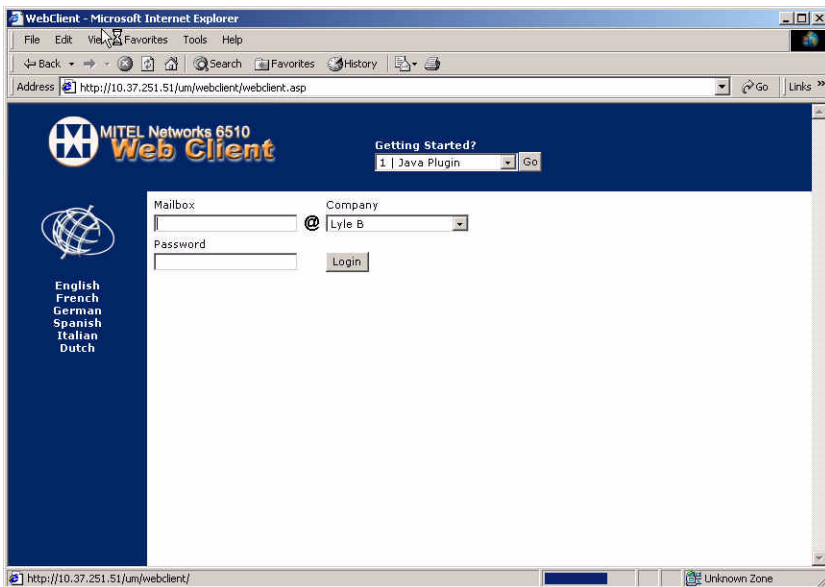 WebClient - Microsoft Internet Explorer
File Edit View Favorites Tools Help
Back Search Favorites History
Address http://10.37.251.51/um/webclient/webclient.asp Go Links »
MITEL Networks 6510
Web Client
Getting Started?
1 | Java Plugin Go
Mailbox Company
@ Lyle B
Password
Login
English
French
German
Spanish
Italian
Dutch
http://10.37.251.51/um/webclient/ Unknown Zone